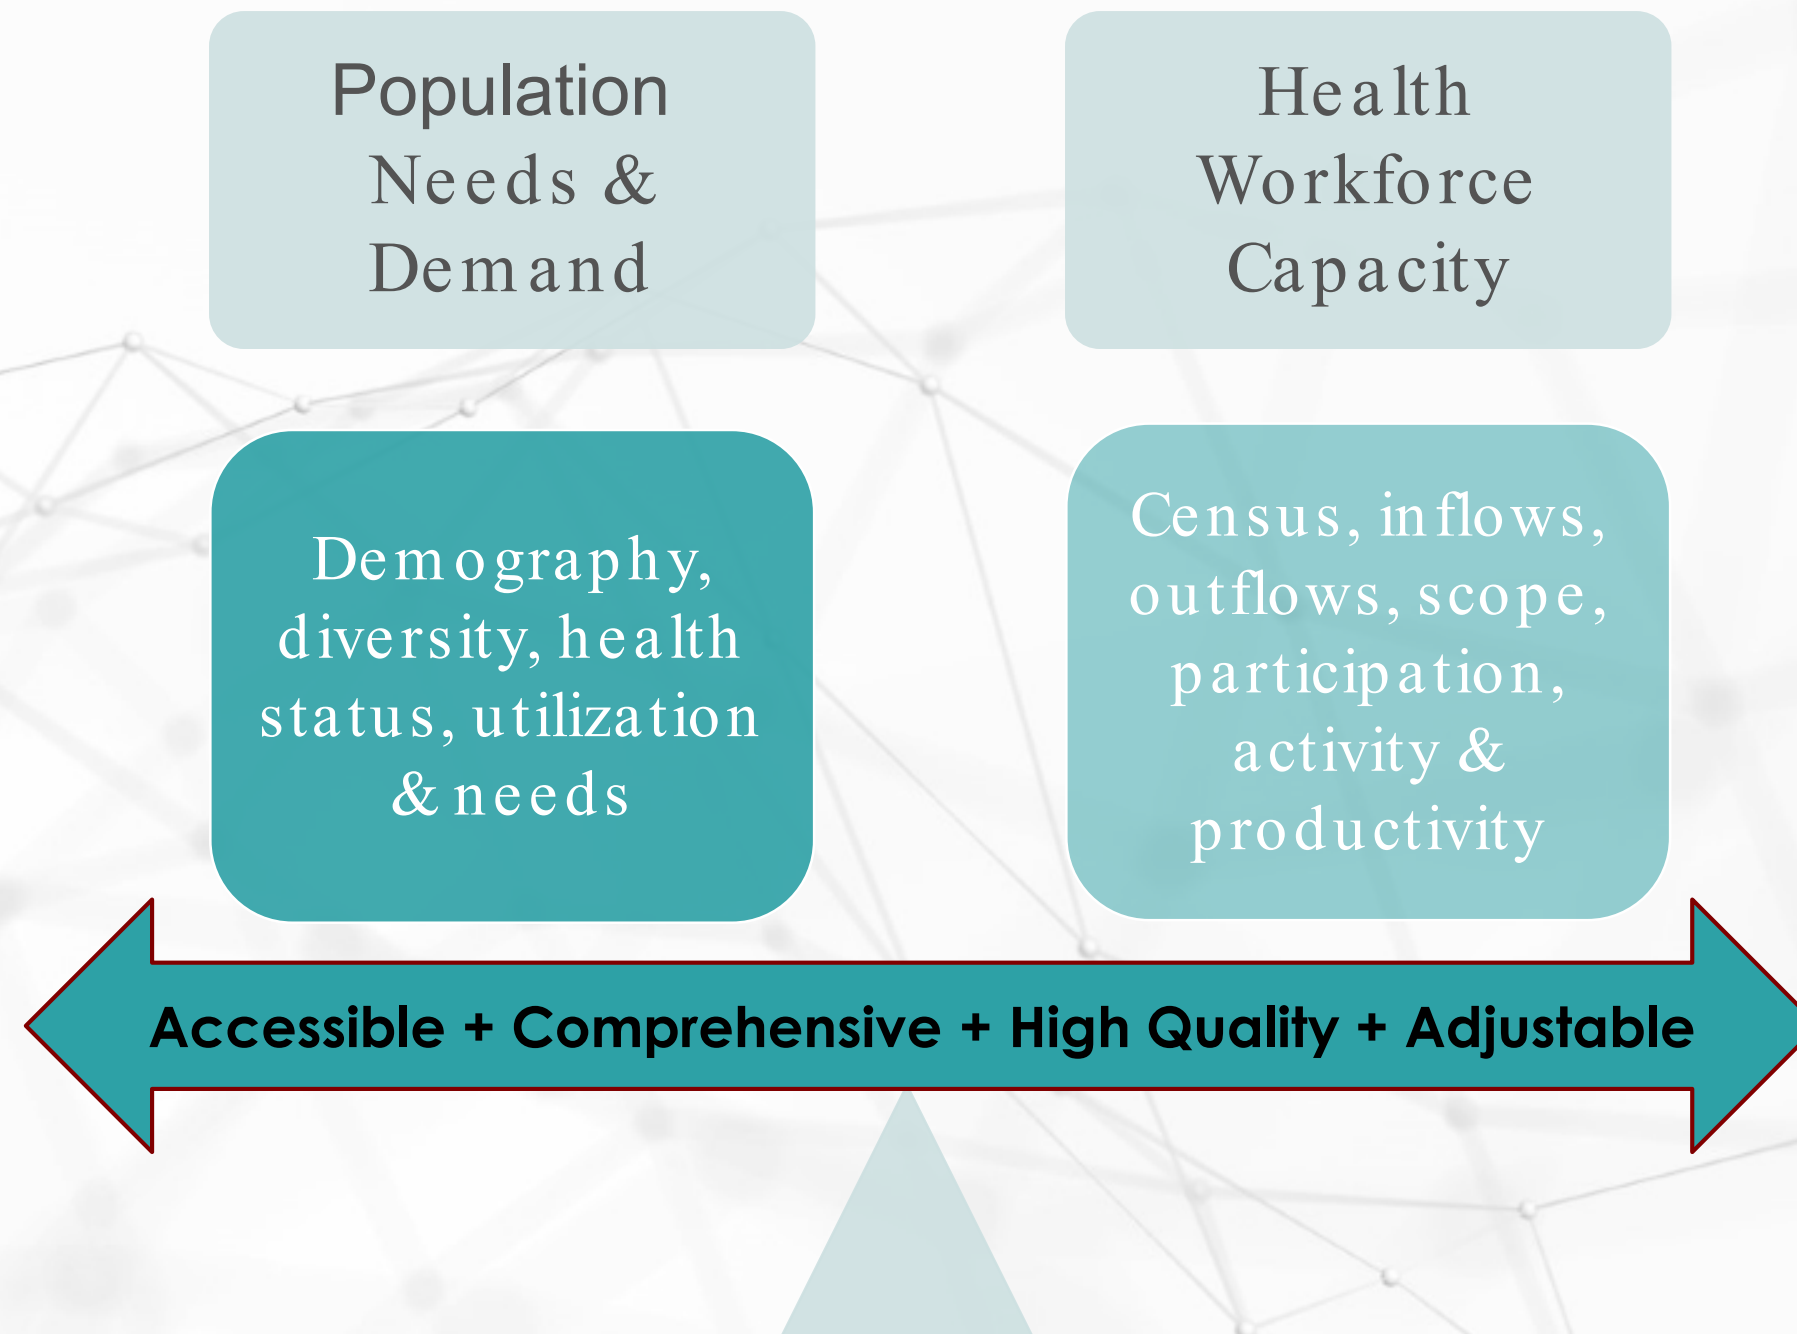 Population
Needs &
Demand
Health
Workforce
Capacity
Demography,
diversity, health
status, utilization
& needs
Census, inflows,
outflows, scope,
participation,
activity &
productivity
Accessible + Comprehensive + High Quality + Adjustable